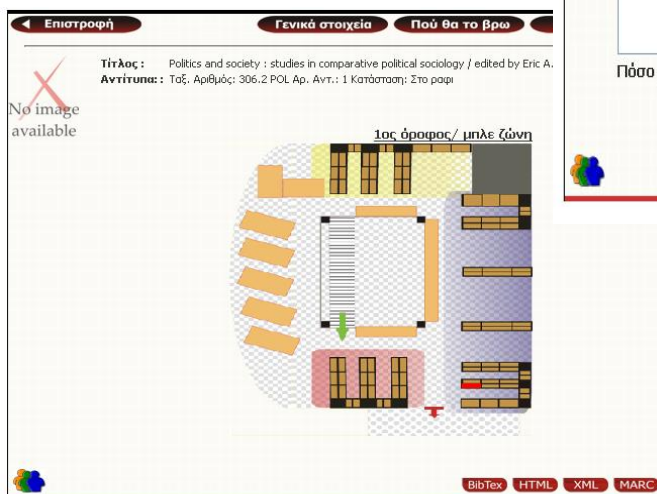 Επιστροφή
Γενικά στοιχεία
Πού θα το βρω
Τίτλος : Politics and society : studies in comparative political sociology / edited by Eric A.
Αντίτυπα: : Ταξ. Αριθμός: 306.2 POL Αρ. Αντ.: 1 Κατάσταση: Στο ραφι
No image
available
1ος όροφος/ μπλε ζώνη
Πόσο
BibTex
HTML
XML
MARC